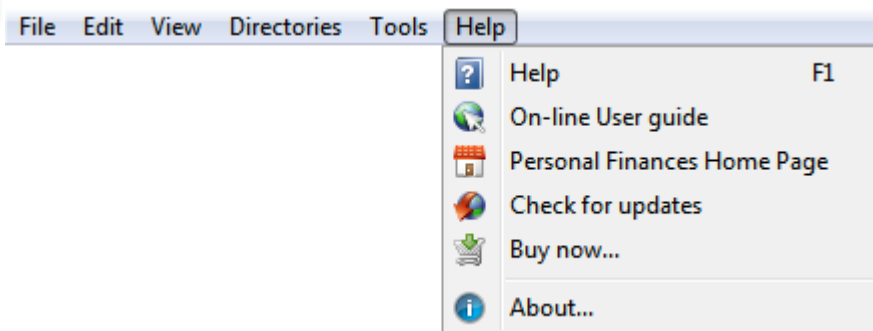 File Edit View Directories Tools Help
Help F1
On-line User guide
Personal Finances Home Page
Check for updates
Buy now...
About...